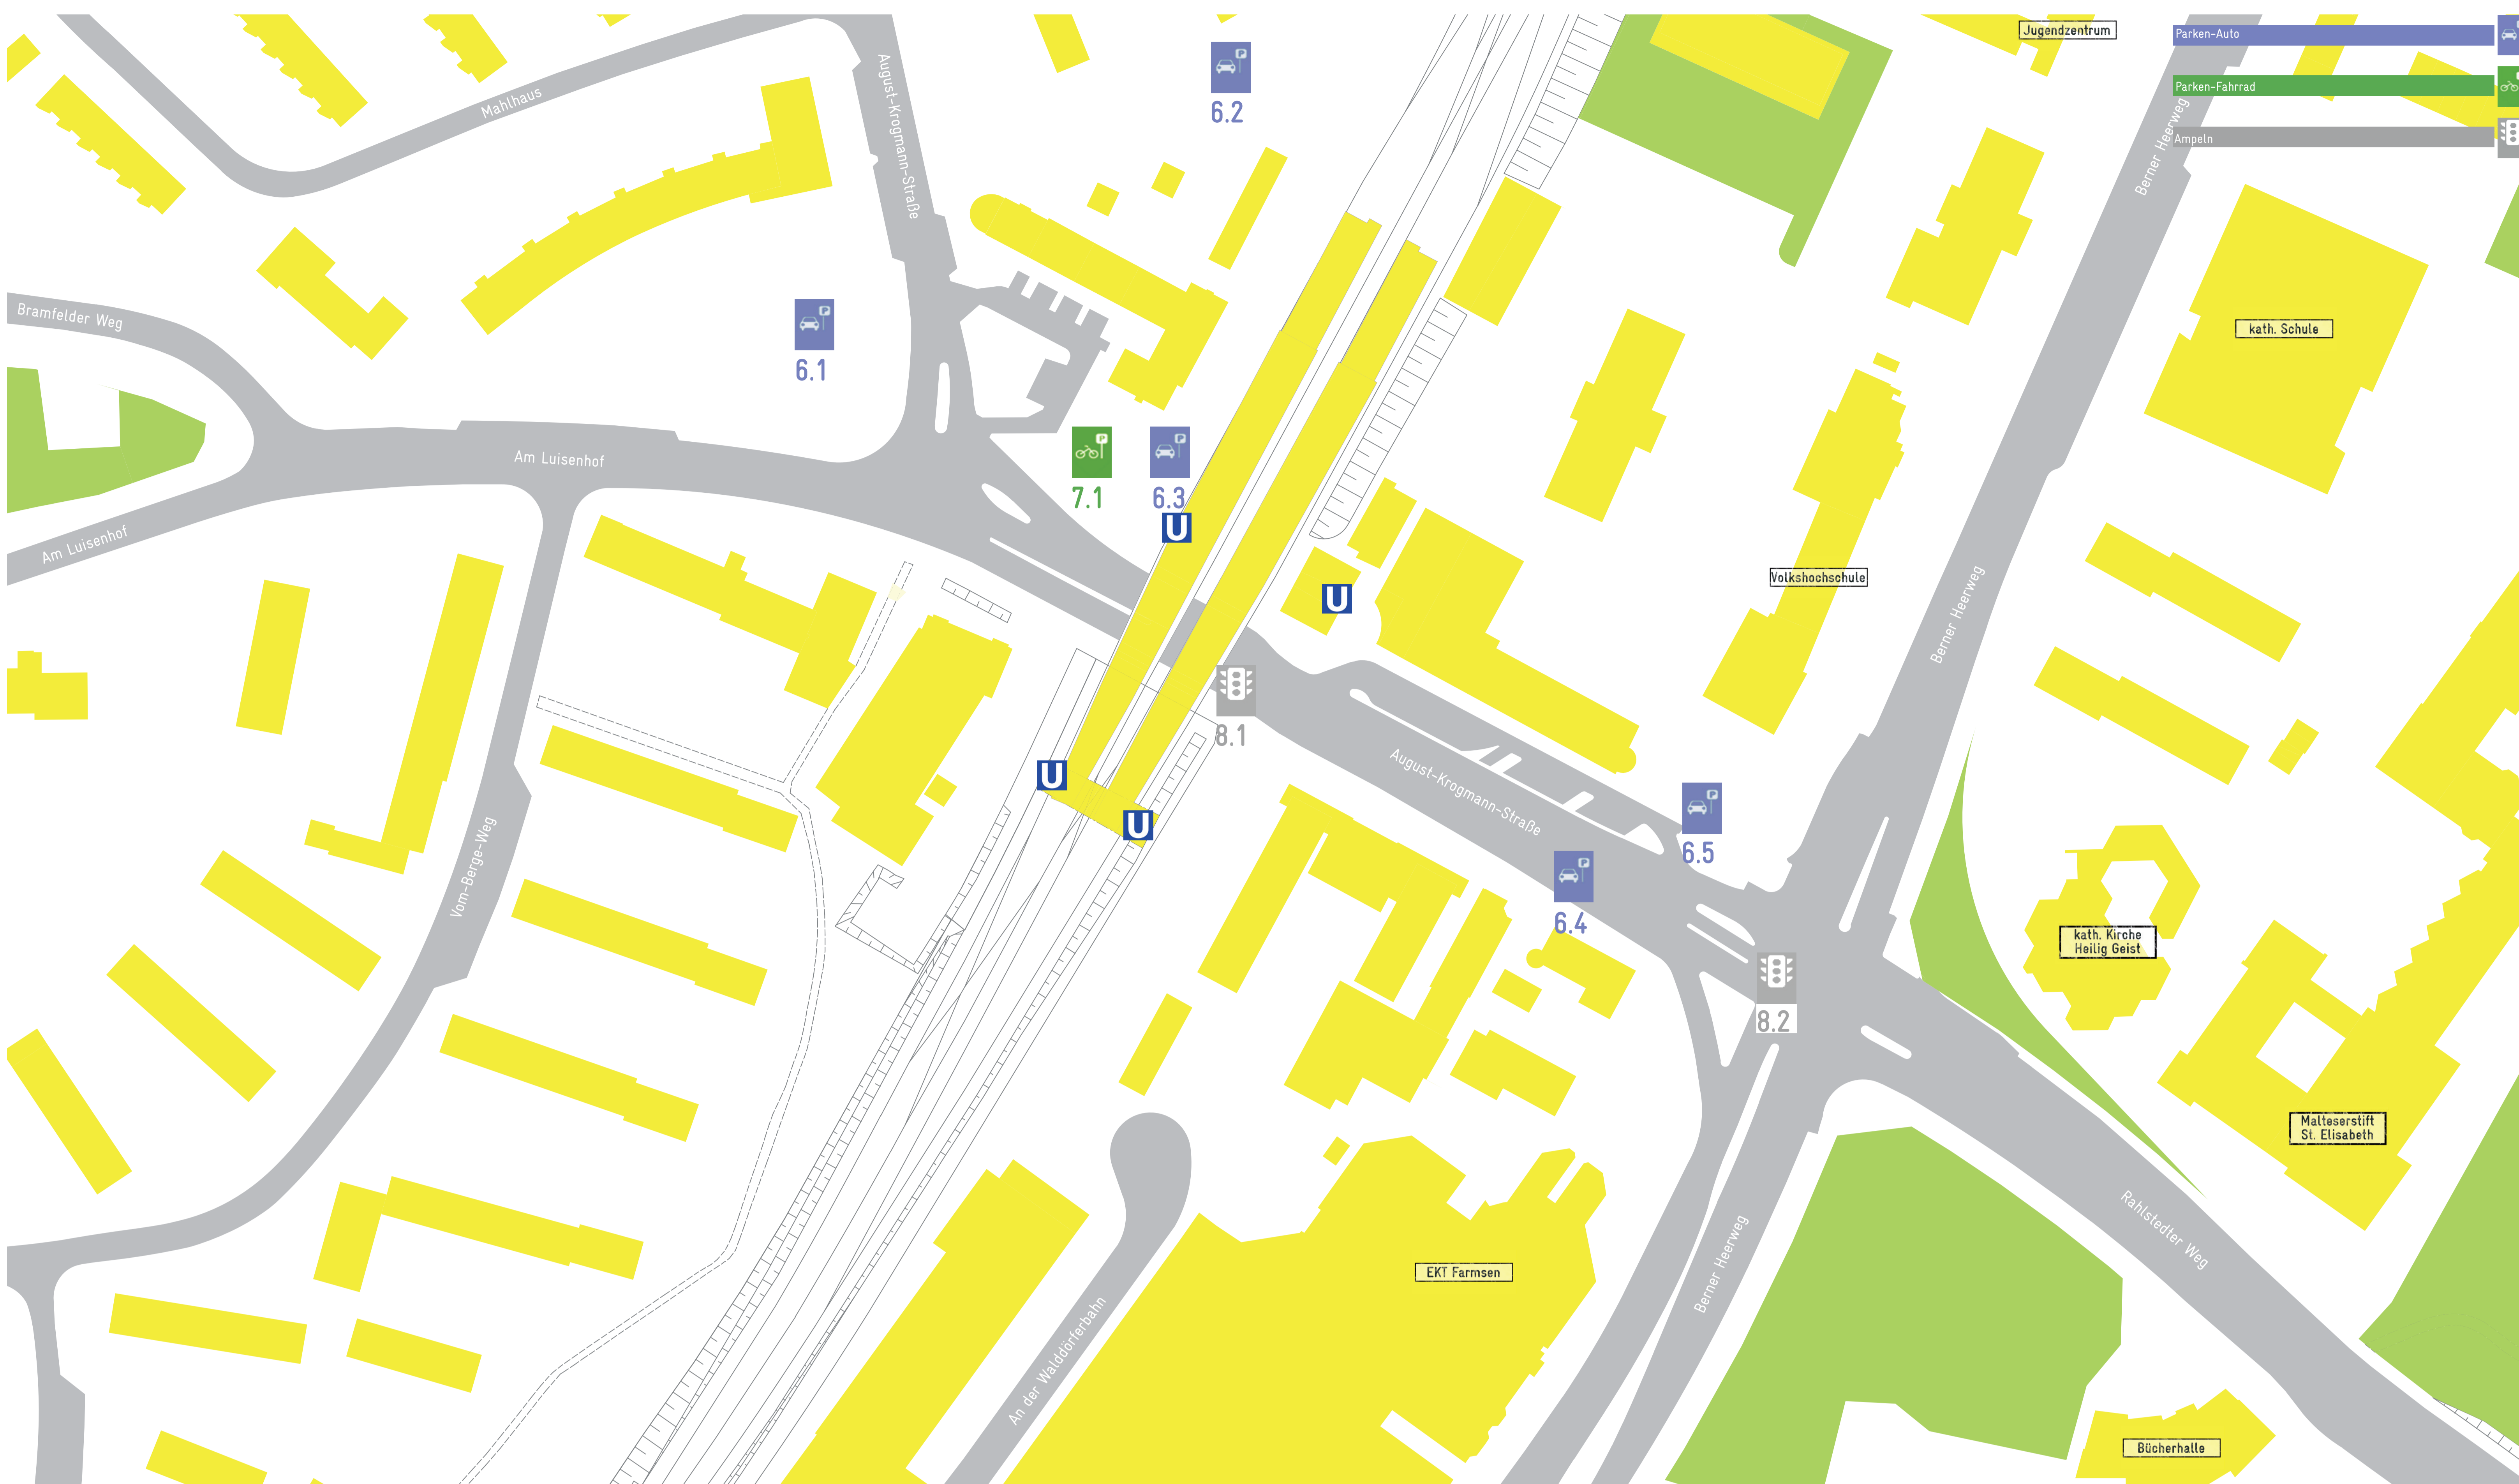 Jugendzentrum
Parken-Auto
Parken-Fahrrad
Ampeln
Berner Heerweg
Mahlhaus
August-Krogmann-Straße
P
6.2
kath. Schule
Bramfelder Weg
P
6.1
Am Luisenhof
P
7.1
P
6.3
U
Am Luisenhof
U
Volkshochschule
Berner Heerweg
8.1
U
U
August-Krogmann-Straße
P
6.5
P
6.4
Vom-Berge-Weg
kath. Kirche
Heilig Geist
8.2
Malteserstift
St. Elisabeth
Rahlstedter Weg
EKT Farmsen
Berner Heerweg
An der Walddörferbahn
Bücherhalle